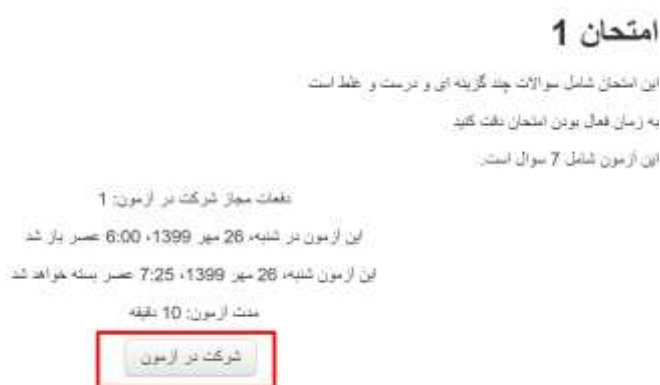 امتحان 1
این امتحان شامل سوالات چند گزینه ای و درست و غلط است
به زمان فعال بودن امتحان دقت کنید
این آزمون شامل 7 سوال است.
دفعات مجاز شرکت در آزمون: 1
این آزمون در شنبه، 26 مهر 1399، 6:00 عصر باز شد
این آزمون شنبه، 26 مهر 1399، 7:25 عصر بسته خواهد شد
مدت آزمون: 10 دقیقه
شرکت در آزمون